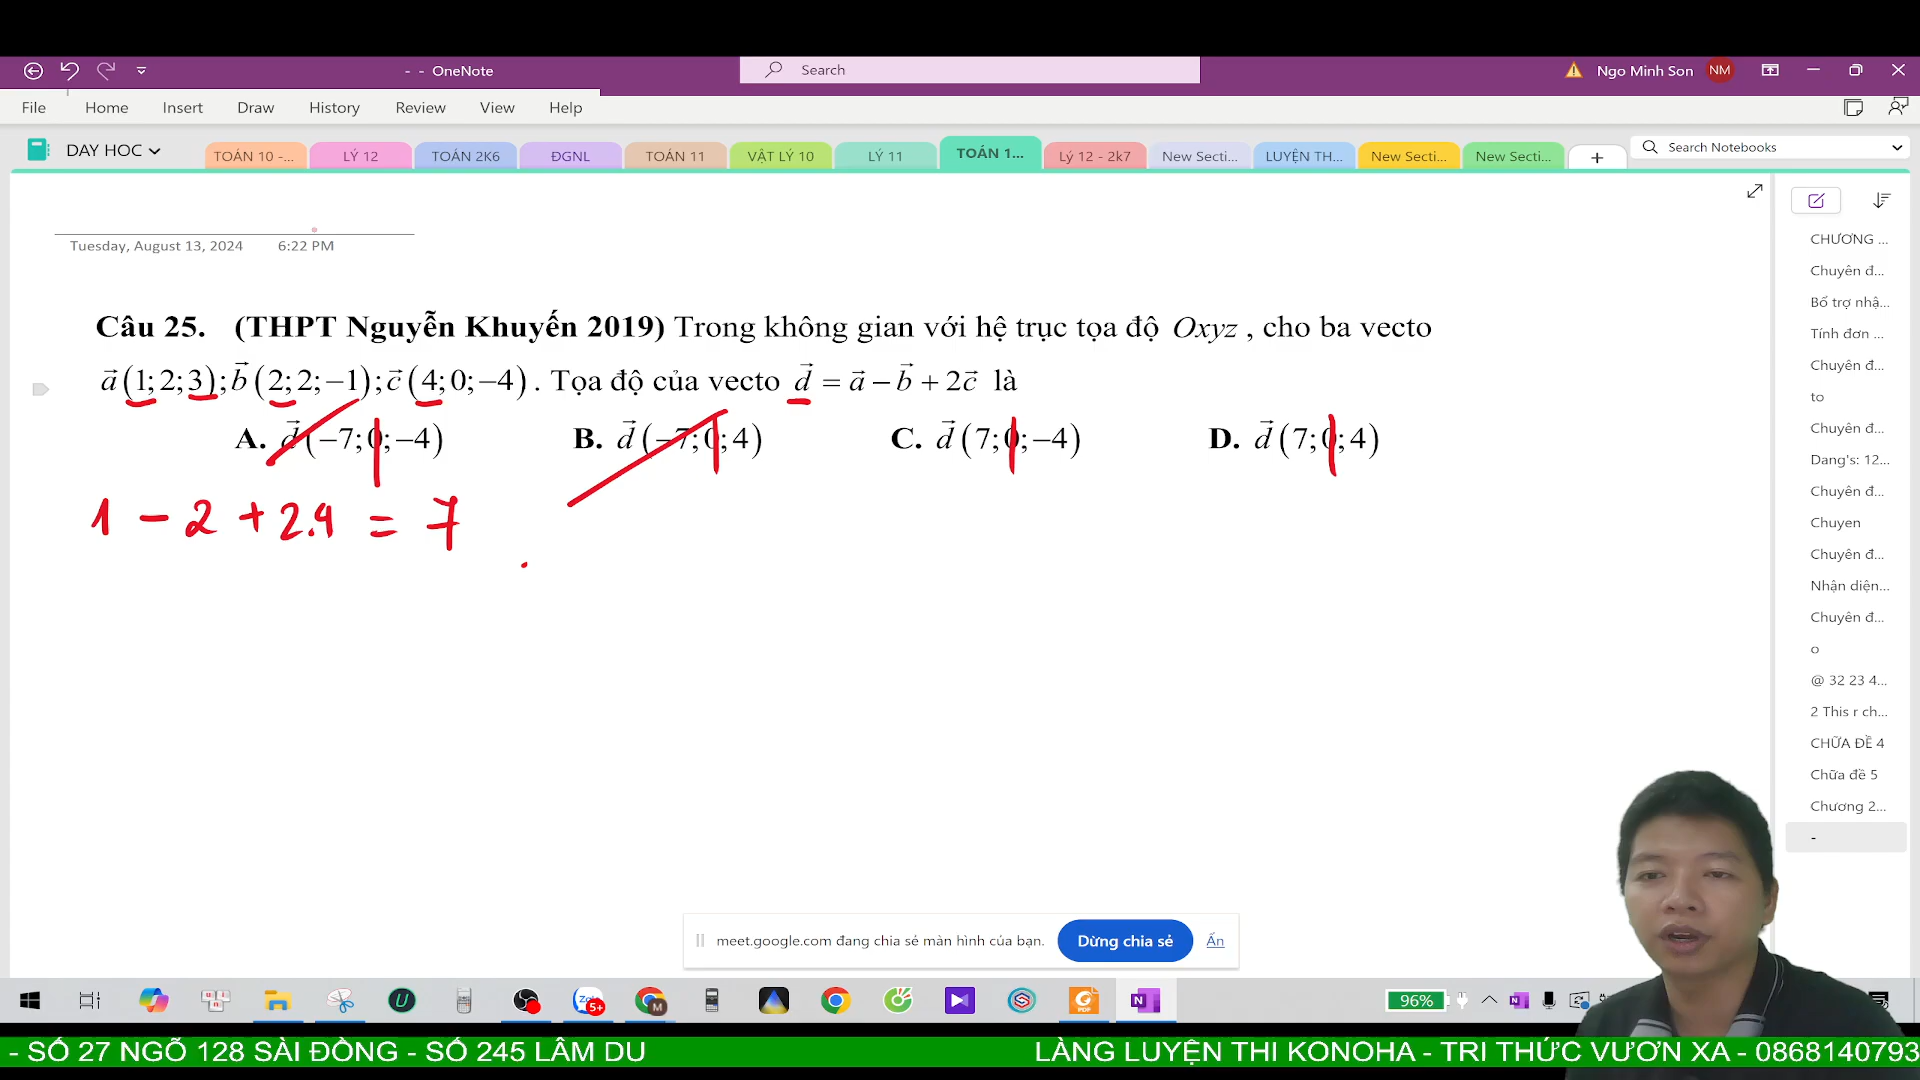 - - OneNote
Search
Ngo Minh Son NM
File Home Insert Draw History Review View Help
DAY HOC
TOÁN 10 -... LÝ 12 TOÁN 2K6 ĐGNL TOÁN 11 VẬT LÝ 10 LÝ 11 TOÁN 1... Lý 12 - 2k7 New Secti... LUYỆN TH... New Secti... New Secti... +
Search Notebooks
Tuesday, August 13, 2024 6:22 PM
Câu 25. (THPT Nguyễn Khuyến 2019) Trong không gian với hệ trục tọa độ Oxyz , cho ba vecto
a⃗(1;2;3);b⃗(2;2;−1);c⃗(4;0;−4). Tọa độ của vecto d⃗ = a⃗ − b⃗ + 2c⃗ là
A. d⃗(−7;0;−4) B. d⃗(−7;0;4) C. d⃗(7;0;−4) D. d⃗(7;0;4)
1 − 2 + 2.4 = 7
CHƯƠNG ...
Chuyên đ...
Bố trợ nhậ...
Tính đơn ...
Chuyên đ...
to
Chuyên đ...
Dang's: 12...
Chuyên đ...
Chuyen
Chuyên đ...
Nhận diện...
Chuyên đ...
o
@ 32 23 4...
2 This r ch...
CHỮA ĐỀ 4
Chữa đề 5
Chương 2...
-
meet.google.com đang chia sẻ màn hình của bạn. Dừng chia sẻ Ẩn
96%
- SỐ 27 NGÕ 128 SÀI ĐỒNG - SỐ 245 LÂM DU LÀNG LUYỆN THI KONOHA - TRI THỨC VƯƠN XA - 0868140793